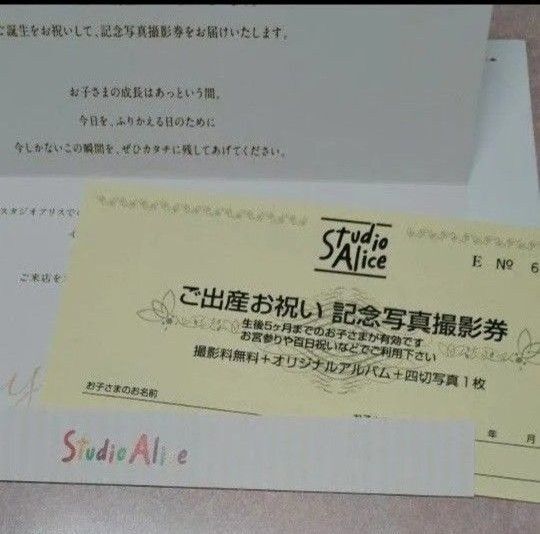 ご誕生をお祝いして、記念写真撮影券をお届けいたします。
お子さまの成長はあっという間。
今日を、ふりかえる日のために
今しかないこの瞬間を、ぜひカタチに残してあげてください。
スタジオアリスでの
ご来店を
Studio Alice
E № 6
ご出産お祝い 記念写真撮影券
生後5ヶ月までのお子さまが有効です
お宮参りや百日祝いなどでご利用下さい
撮影料無料＋オリジナルアルバム＋四切写真1枚
お子さまのお名前
お子
年 月
Studio Alice